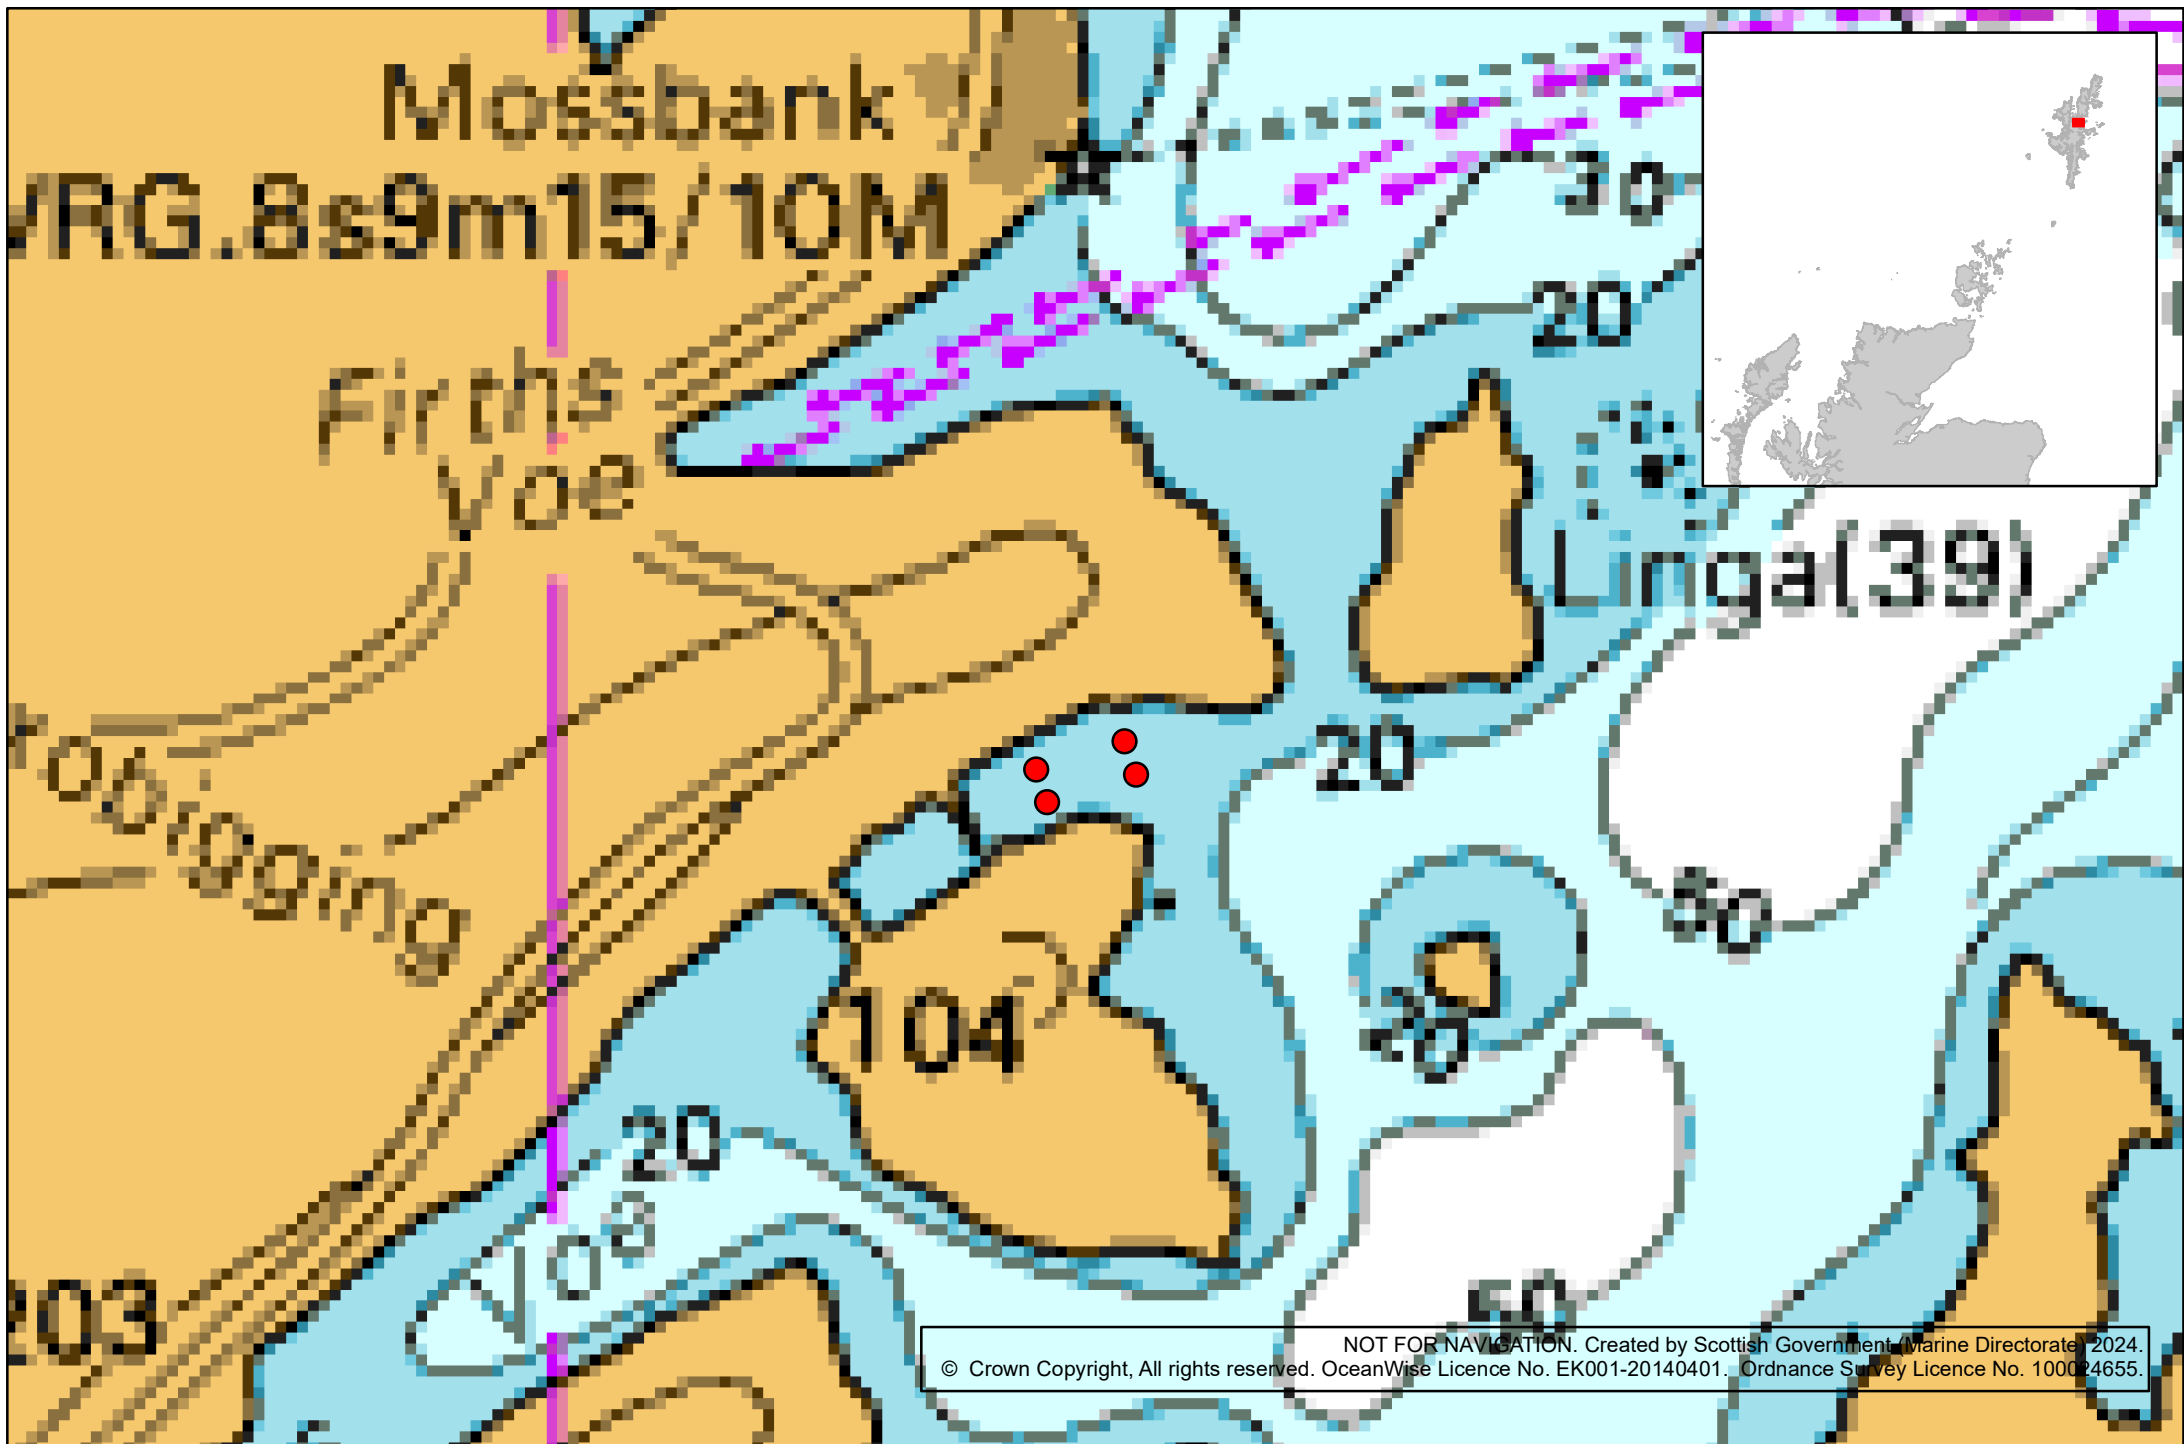 Mossbank
VRG.8s9m15/10M
30
20
Firths
Voe
Linga(39)
20
50
104
20
20
Voe
203
50
NOT FOR NAVIGATION. Created by Scottish Government (Marine Directorate) 2024.
© Crown Copyright, All rights reserved. OceanWise Licence No. EK001-20140401. Ordnance Survey Licence No. 100024655.